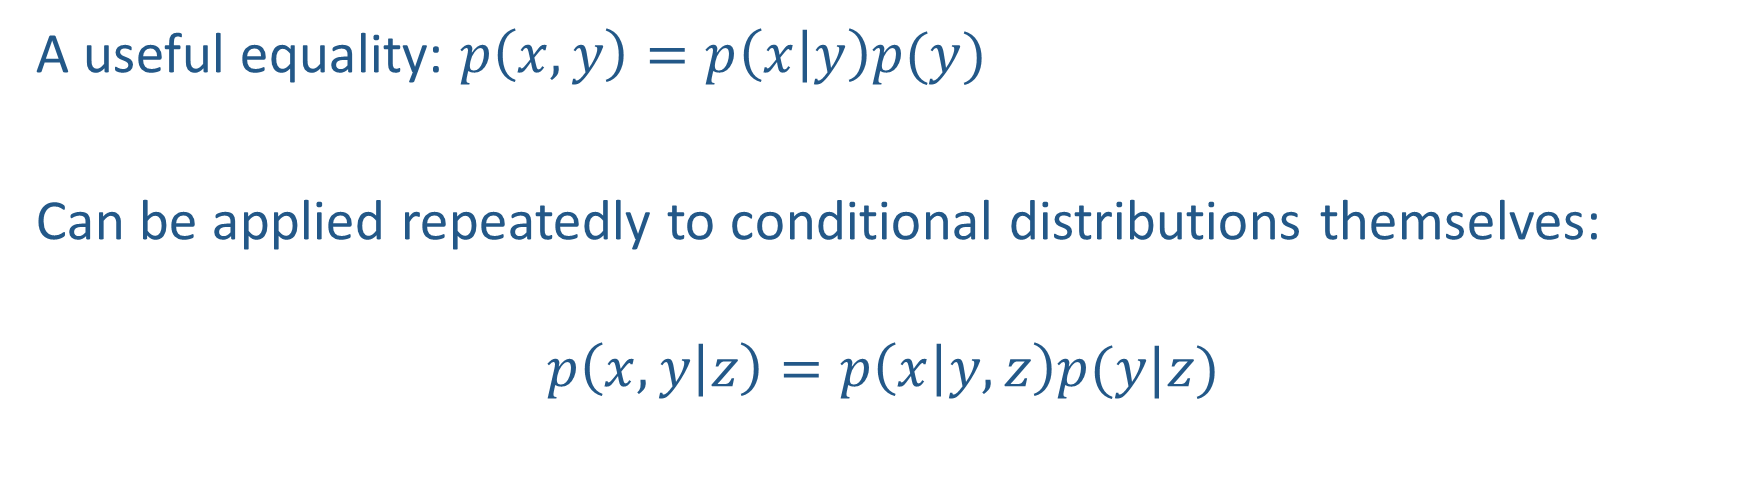 A useful equality: p(x, y) = p(x|y)p(y)
Can be applied repeatedly to conditional distributions themselves:
p(x, y|z) = p(x|y, z)p(y|z)